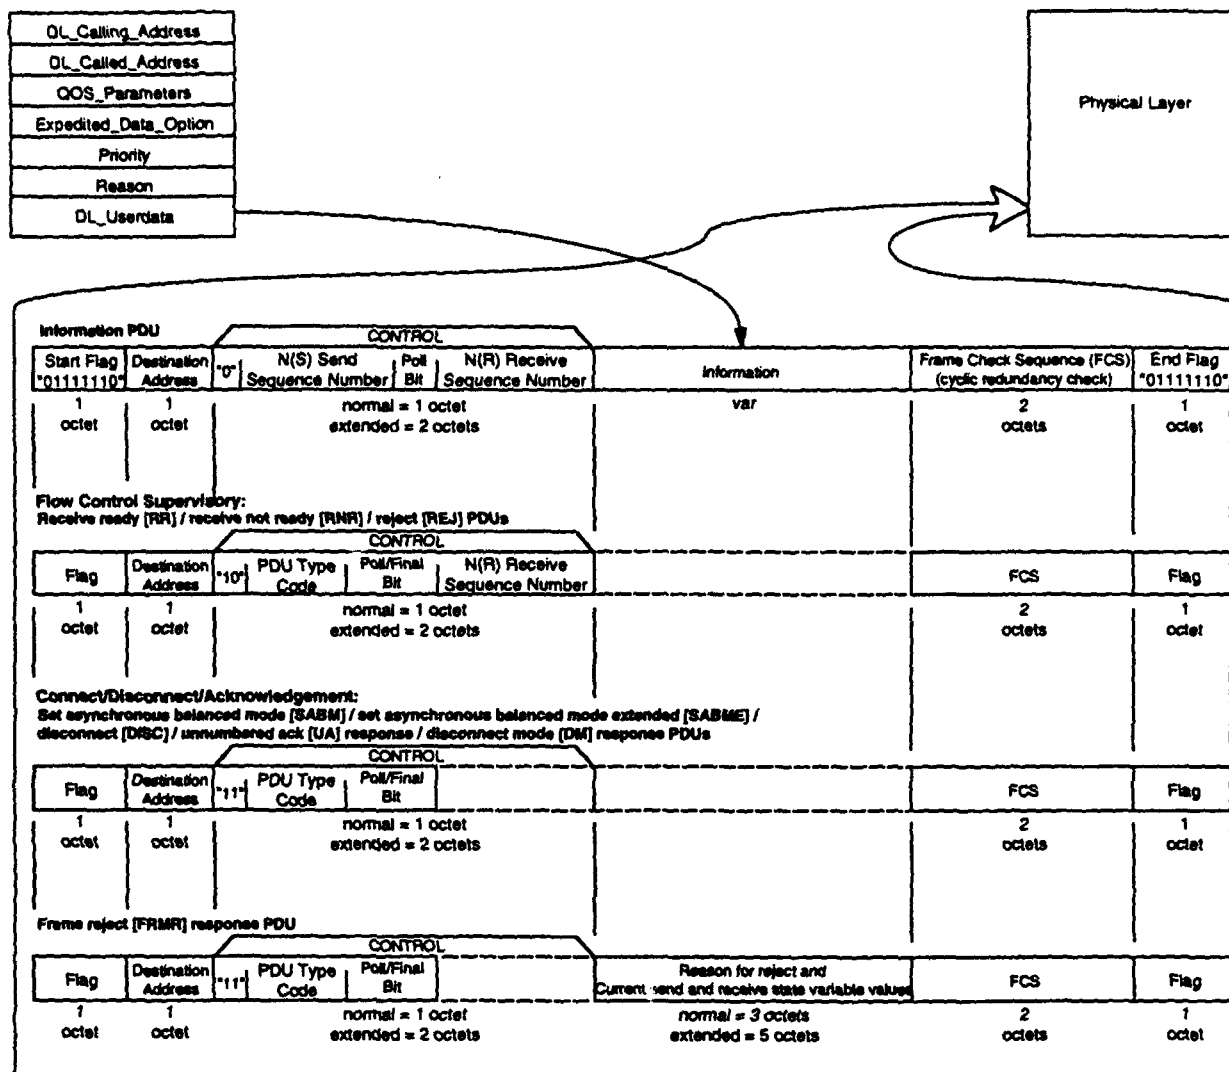 DL_Calling_Address
DL_Called_Address
QOS_Parameters
Expedited_Data_Option
Priority
Reason
DL_Userdata
Physical Layer
Information PDU
CONTROL
Start Flag "01111110"
Destination Address
"0"
N(S) Send Sequence Number
Poll Bit
N(R) Receive Sequence Number
Information
Frame Check Sequence (FCS) (cyclic redundancy check)
End Flag "01111110"
1 octet
1 octet
normal = 1 octet
extended = 2 octets
var
2 octets
1 octet
Flow Control Supervisory:
Receive ready [RR] / receive not ready [RNR] / reject [REJ] PDUs
CONTROL
Flag
Destination Address
"10"
PDU Type Code
Poll/Final Bit
N(R) Receive Sequence Number
FCS
Flag
1 octet
1 octet
normal = 1 octet
extended = 2 octets
2 octets
1 octet
Connect/Disconnect/Acknowledgement:
Set asynchronous balanced mode [SABM] / set asynchronous balanced mode extended [SABME] /
disconnect [DISC] / unnumbered ack [UA] response / disconnect mode [DM] response PDUs
CONTROL
Flag
Destination Address
"11"
PDU Type Code
Poll/Final Bit
FCS
Flag
1 octet
1 octet
normal = 1 octet
extended = 2 octets
2 octets
1 octet
Frame reject [FRMR] response PDU
CONTROL
Flag
Destination Address
"11"
PDU Type Code
Poll/Final Bit
Reason for reject and
Current send and receive state variable values
FCS
Flag
1 octet
1 octet
normal = 1 octet
extended = 2 octets
normal = 3 octets
extended = 5 octets
2 octets
1 octet